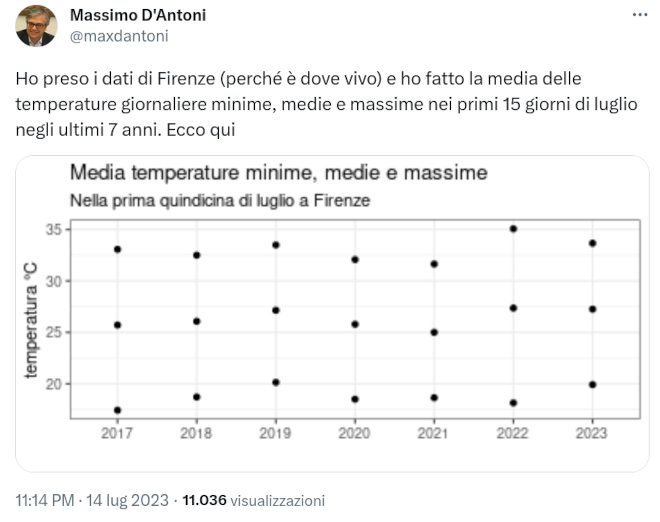 Massimo D'Antoni
@maxdantoni
Ho preso i dati di Firenze (perché è dove vivo) e ho fatto la media delle
temperature giornaliere minime, medie e massime nei primi 15 giorni di luglio
negli ultimi 7 anni. Ecco qui
Media temperature minime, medie e massime
Nella prima quindicina di luglio a Firenze
temperatura °C
35
30
25
20
2017 2018 2019 2020 2021 2022 2023
11:14 PM · 14 lug 2023 · 11.036 visualizzazioni